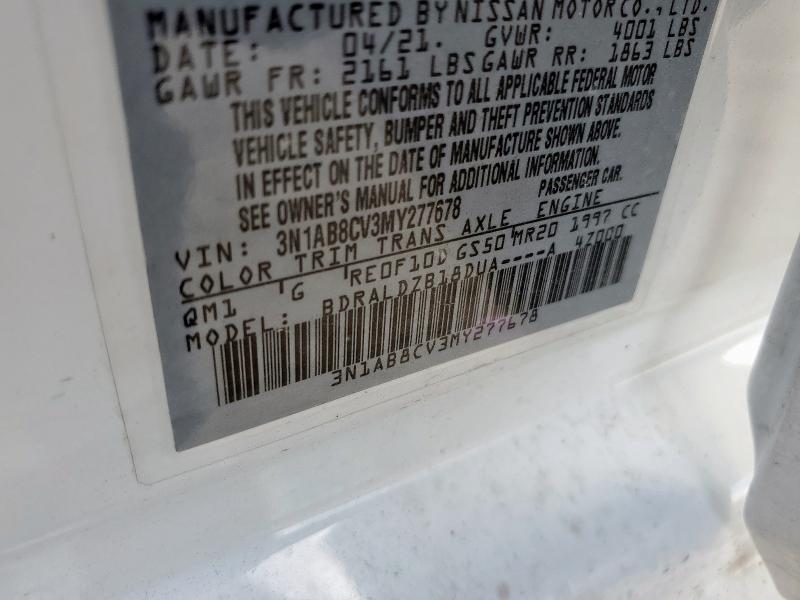 MANUFACTURED BY NISSAN MOTOR CO., LTD.
DATE: 04/21. GVWR: 4001 LBS
GAWR FR: 2161 LBS GAWR RR: 1863 LBS
THIS VEHICLE CONFORMS TO ALL APPLICABLE FEDERAL MOTOR
VEHICLE SAFETY, BUMPER AND THEFT PREVENTION STANDARDS
IN EFFECT ON THE DATE OF MANUFACTURE SHOWN ABOVE.
SEE OWNER'S MANUAL FOR ADDITIONAL INFORMATION.
PASSENGER CAR.
VIN: 3N1AB8CV3MY277678
COLOR TRIM TRANS AXLE ENGINE
QM1 G RE0F10D GS50 MR20 1997 CC
MODEL: BDRALDZB18DUA----A 4Z000
3N1AB8CV3MY277678